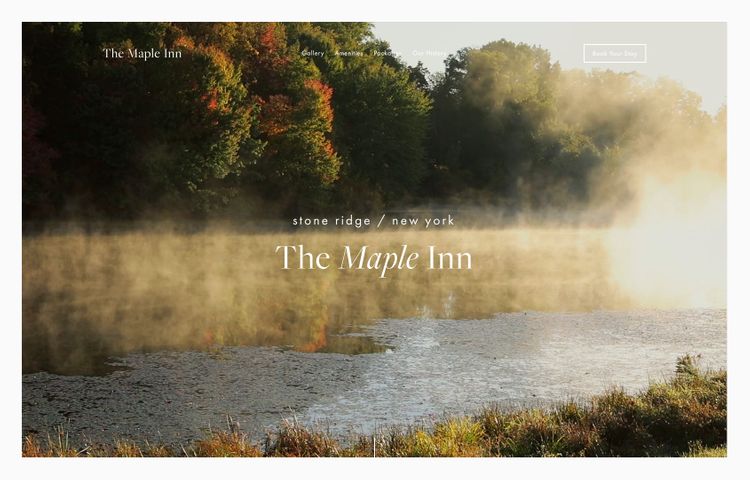 The Maple Inn
Gallery Amenities Packages Our History
Book Your Stay
stone ridge / new york
The Maple Inn